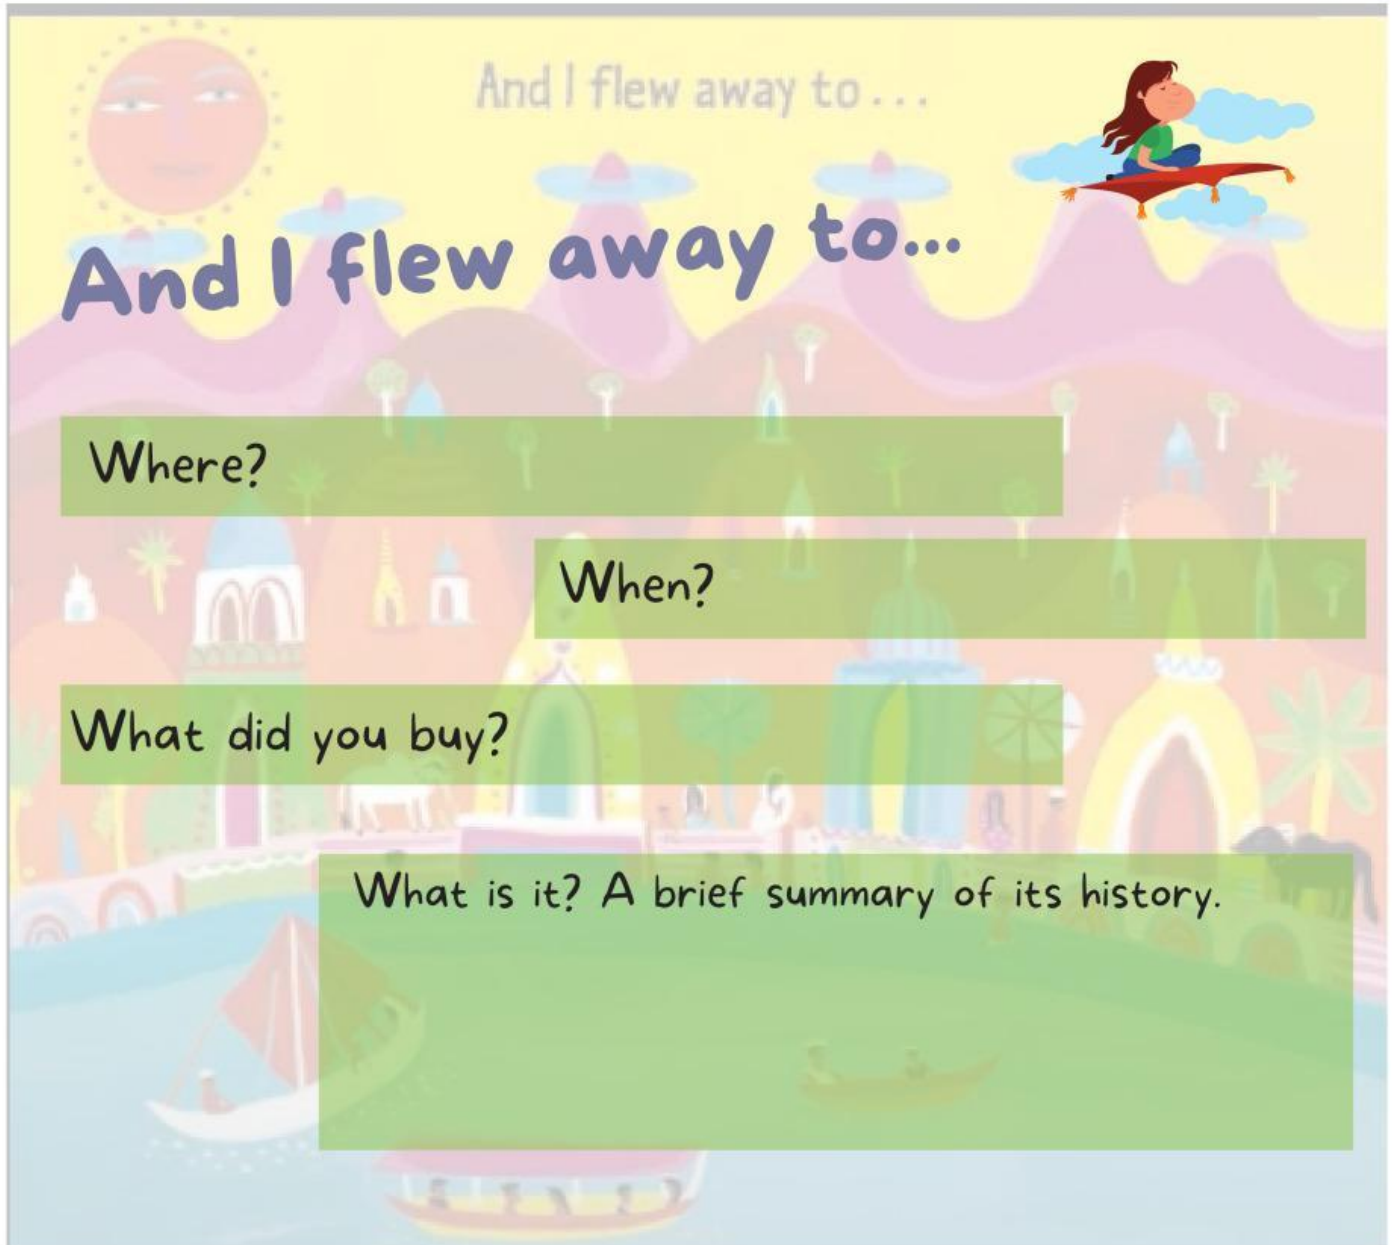 And I flew away to...
And I flew away to...
Where?
When?
What did you buy?
What is it? A brief summary of its history.